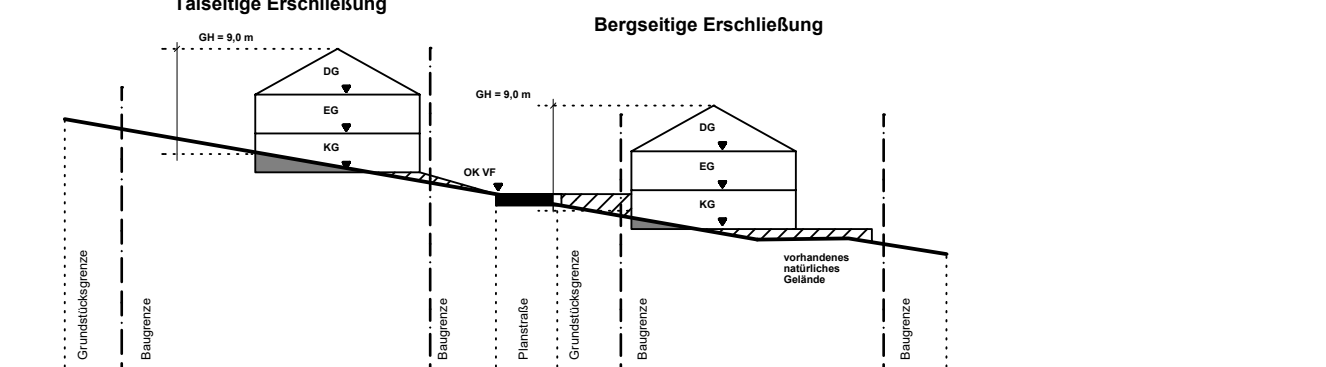 Talseitige Erschließung
Bergseitige Erschließung
GH = 9,0 m
DG
EG
KG
GH = 9,0 m
DG
EG
KG
OK VF
vorhandenes
natürliches
Gelände
Grundstücksgrenze
Baugrenze
Baugrenze
Planstraße
Grundstücksgrenze
Baugrenze
Baugrenze